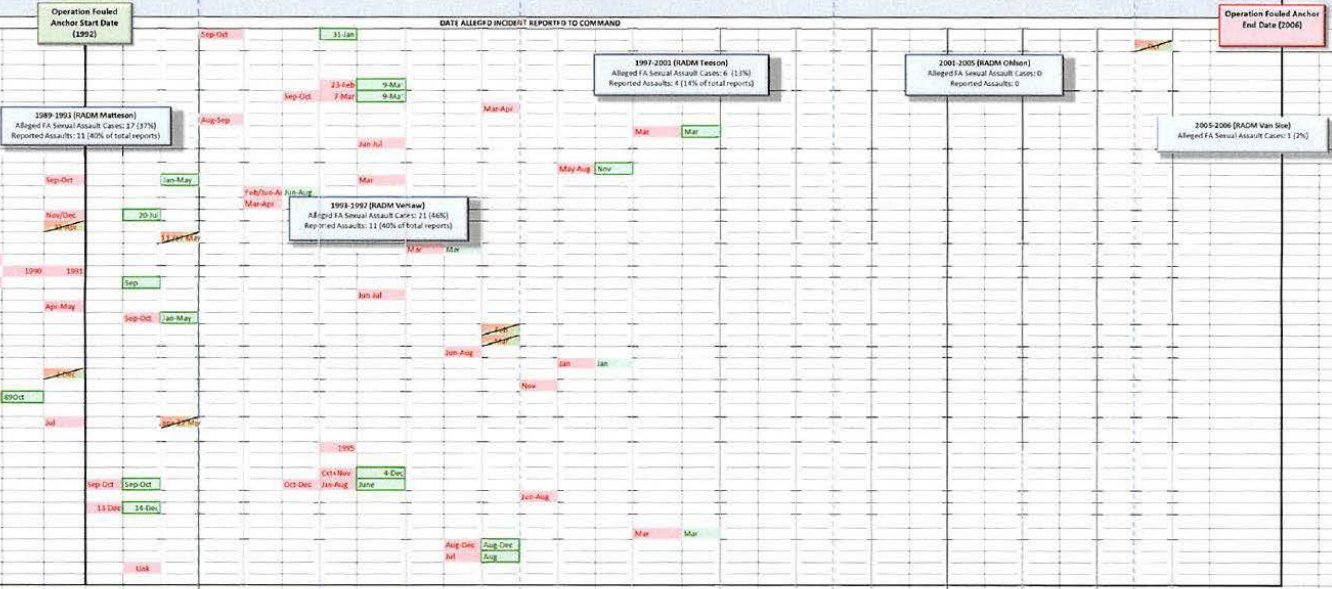 Operation Fouled
Anchor Start Date
(1992)
DATE ALLEGED INCIDENT REPORTED TO COMMAND
Operation Fouled Anchor
End Date (2006)
Sep-Oct 31-Jan
1997-2001 (RADM Teeson)
Alleged FA Sexual Assault Cases: 6 (13%)
Reported Assaults: 4 (14% of total reports)
2001-2005 (RADM Ohlson)
Alleged FA Sexual Assault Cases: 0
Reported Assaults: 0
23-Feb 9-Mar
Sep-Oct 7-Mar 9-Mar
Mar-Apr
1989-1993 (RADM Matteson)
Alleged FA Sexual Assault Cases: 17 (37%)
Reported Assaults: 11 (40% of total reports)
Aug-Sep
2005-2006 (RADM Van Sice)
Alleged FA Sexual Assault Cases: 1 (2%)
Mar Mar
Jan-Jul
May-Aug Nov
Sep-Oct Jan-May Mar
Jun-Aug
Mar-Apr
1993-1997 (RADM Versaw)
Alleged FA Sexual Assault Cases: 21 (46%)
Reported Assaults: 11 (40% of total reports)
Nov/Dec 20-Jul
Mar Mar
1990 1991
Sep
Jun-Jul
Apr-May
Sep-Oct Jan-May
Feb
Mar
Jun-Aug
Jan Jan
Nov
89Oct
Jul
1995
Oct+Nov 4-Dec
Sep-Oct Sep-Oct Oct-Dec Jun-Aug June
Jun-Aug
13-Dec 14-Dec
Mar Mar
Aug-Dec Aug-Dec
Jul Aug
Unk